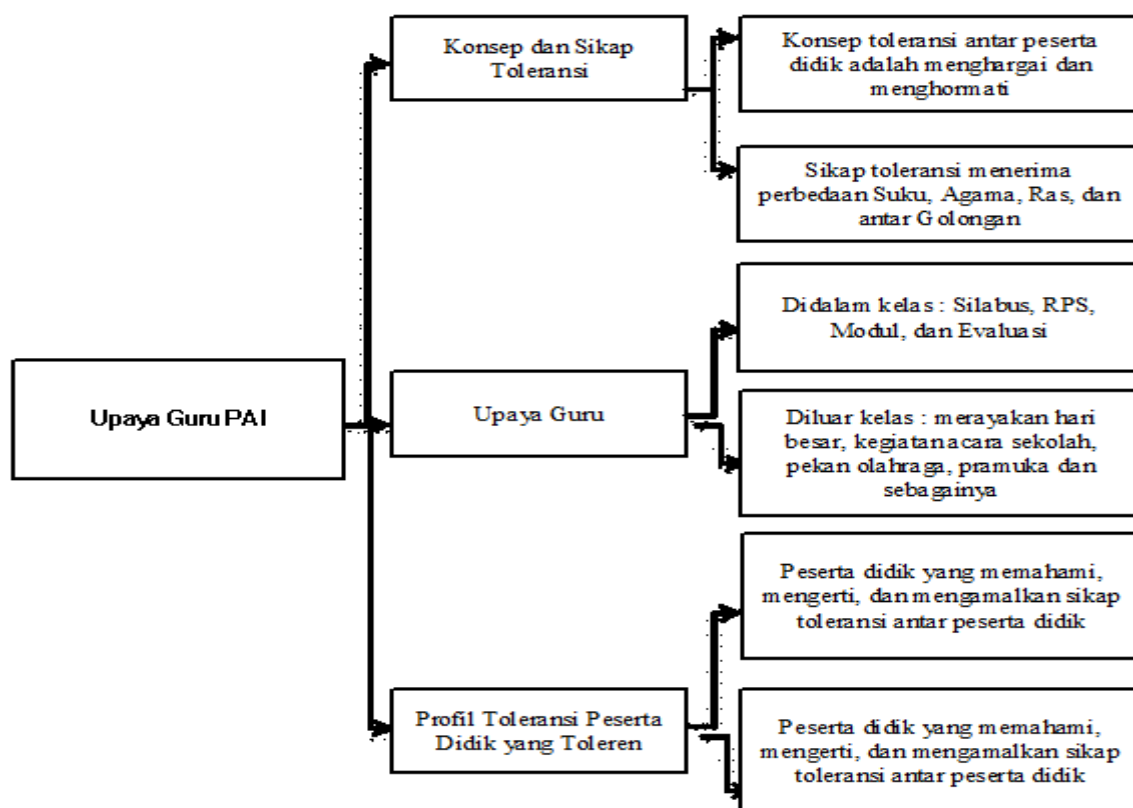 Konsep dan Sikap
Toleransi
Konsep toleransi antar peserta
didik adalah menghargai dan
menghormati
Sikap toleransi menerima
perbedaan Suku, Agama, Ras, dan
antar Golongan
Upaya Guru PAI
Upaya Guru
Didalam kelas : Silabus, RPS,
Modul, dan Evaluasi
Diluar kelas : merayakan hari
besar, kegiatan acara sekolah,
pekan olahraga, pramuka dan
sebagainya
Profil Toleransi Peserta
Didik yang Toleren
Peserta didik yang memahami,
mengerti, dan mengamalkan sikap
toleransi antar peserta didik
Peserta didik yang memahami,
mengerti, dan mengamalkan sikap
toleransi antar peserta didik